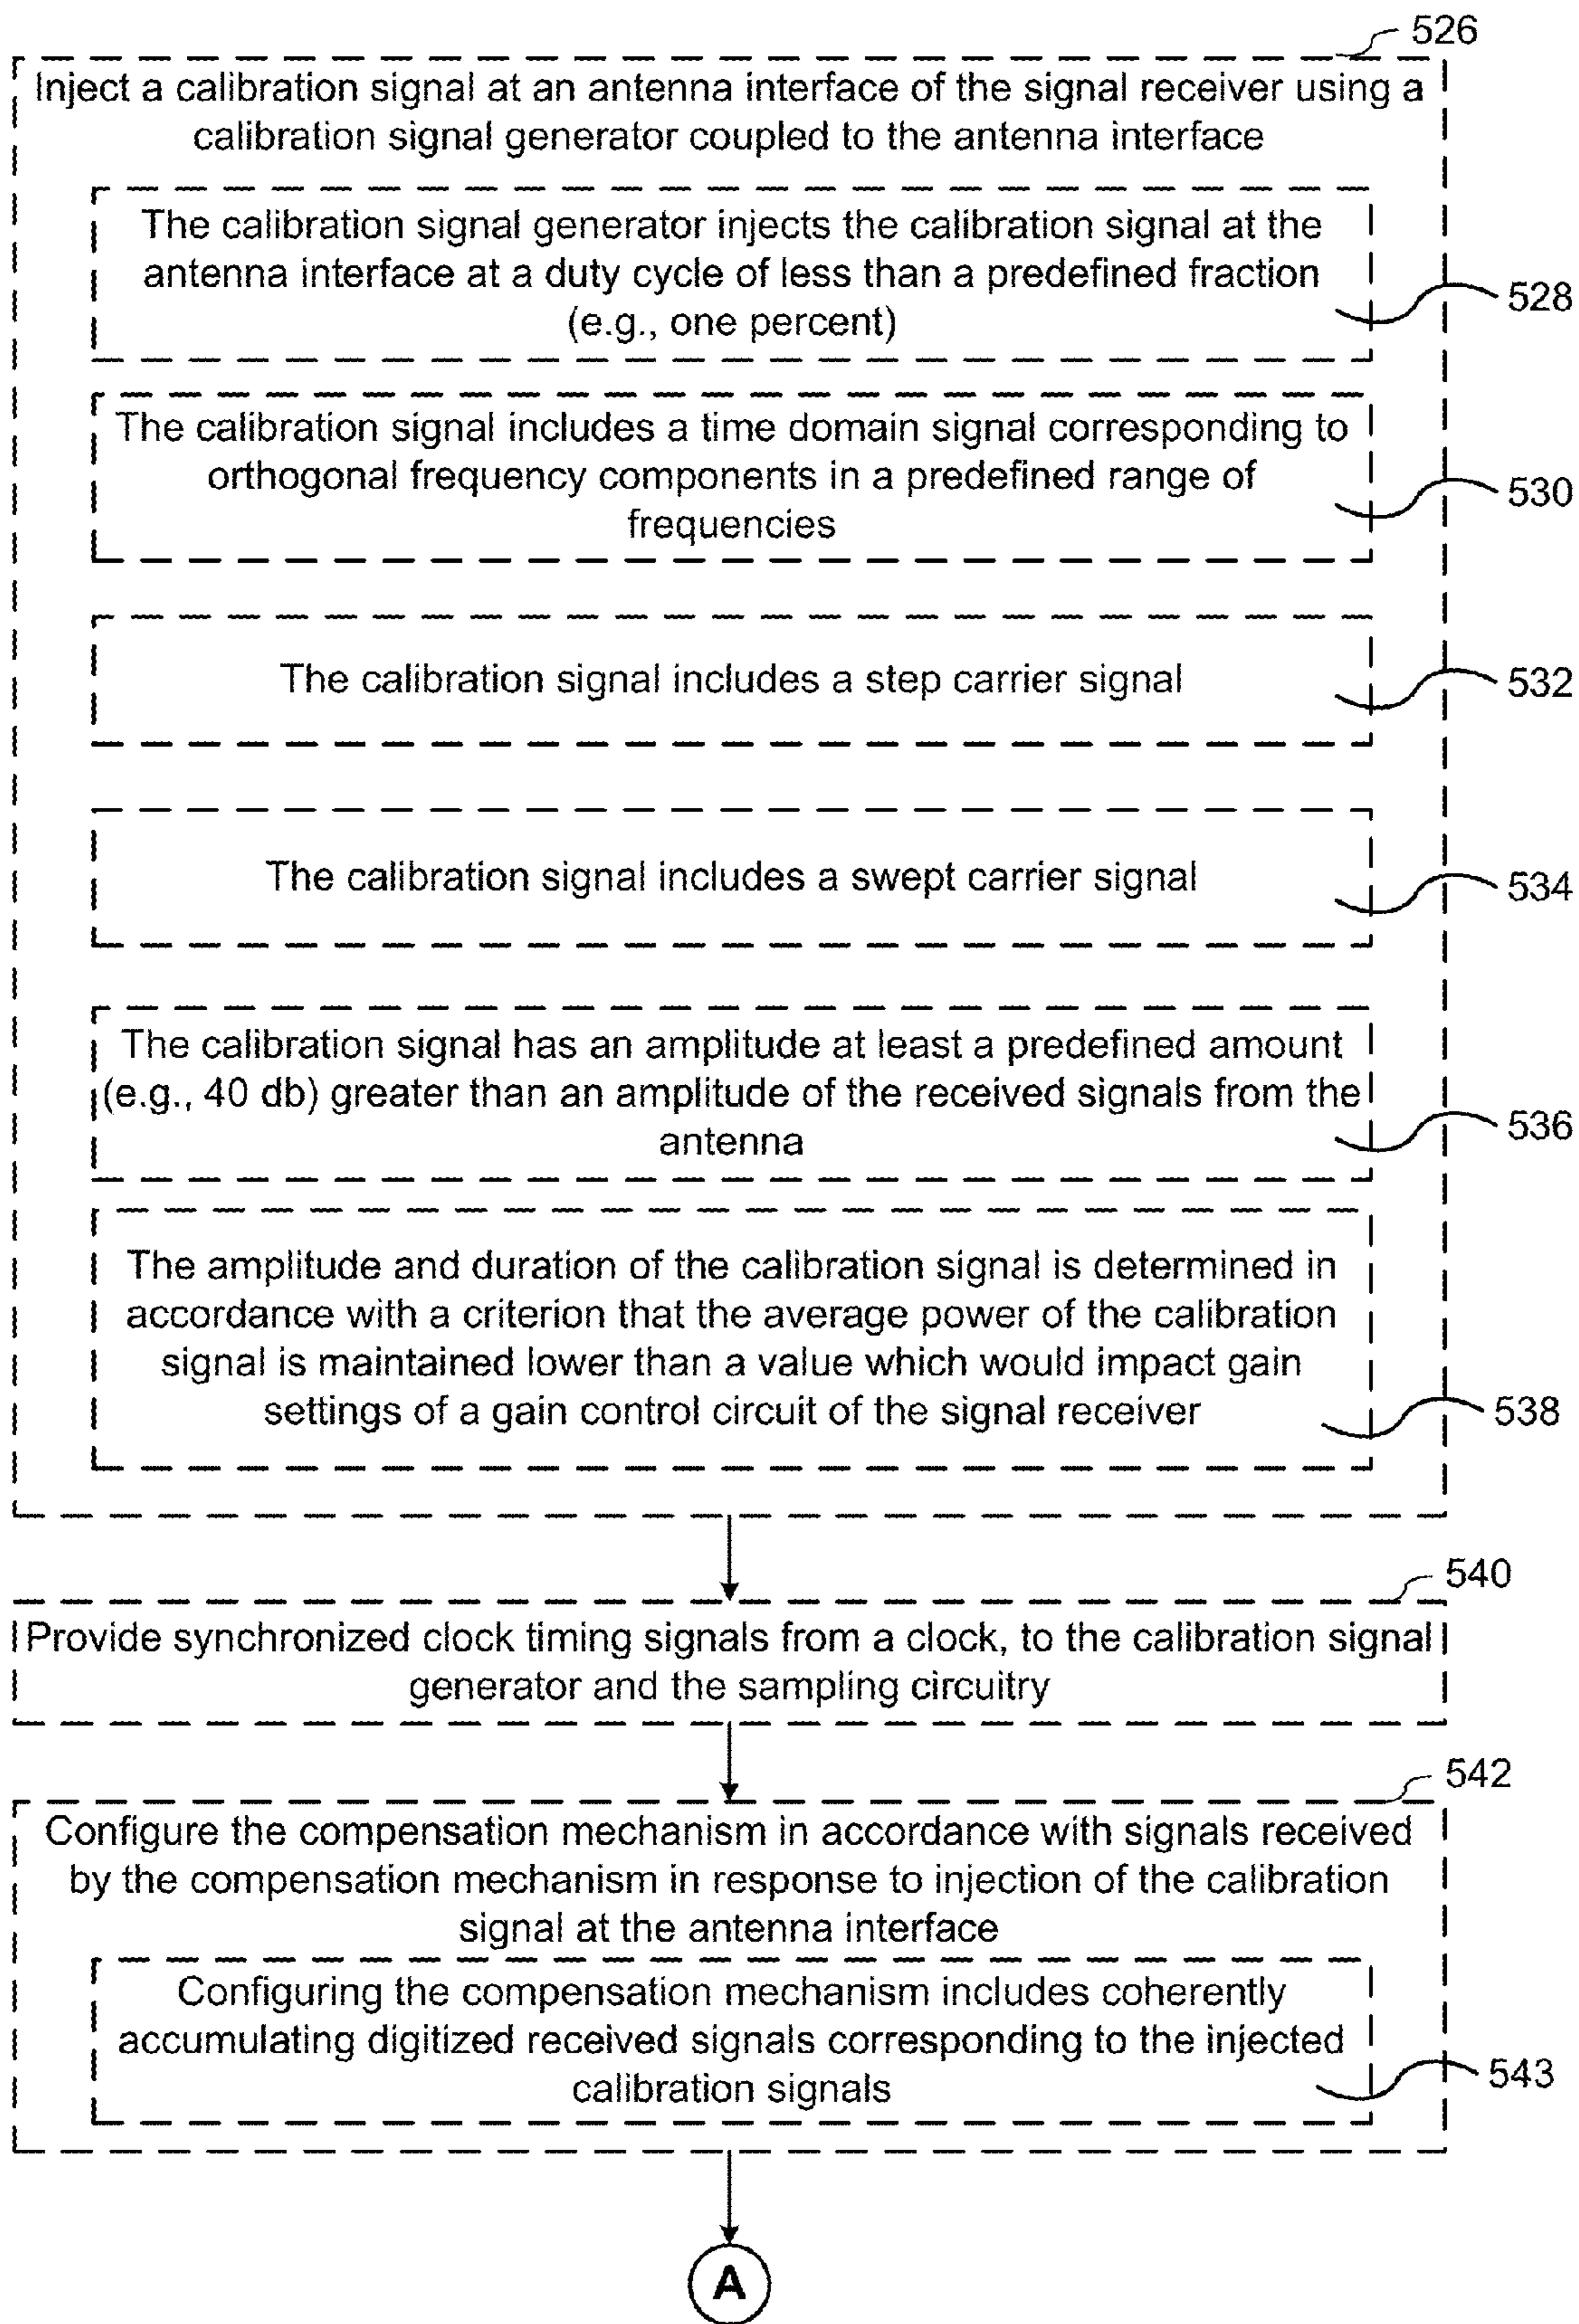 526
Inject a calibration signal at an antenna interface of the signal receiver using a
calibration signal generator coupled to the antenna interface
The calibration signal generator injects the calibration signal at the
antenna interface at a duty cycle of less than a predefined fraction
(e.g., one percent)
528
The calibration signal includes a time domain signal corresponding to
orthogonal frequency components in a predefined range of
frequencies
530
The calibration signal includes a step carrier signal
532
The calibration signal includes a swept carrier signal
534
The calibration signal has an amplitude at least a predefined amount
(e.g., 40 db) greater than an amplitude of the received signals from the
antenna
536
The amplitude and duration of the calibration signal is determined in
accordance with a criterion that the average power of the calibration
signal is maintained lower than a value which would impact gain
settings of a gain control circuit of the signal receiver
538
540
Provide synchronized clock timing signals from a clock, to the calibration signal
generator and the sampling circuitry
542
Configure the compensation mechanism in accordance with signals received
by the compensation mechanism in response to injection of the calibration
signal at the antenna interface
Configuring the compensation mechanism includes coherently
accumulating digitized received signals corresponding to the injected
calibration signals
543
A